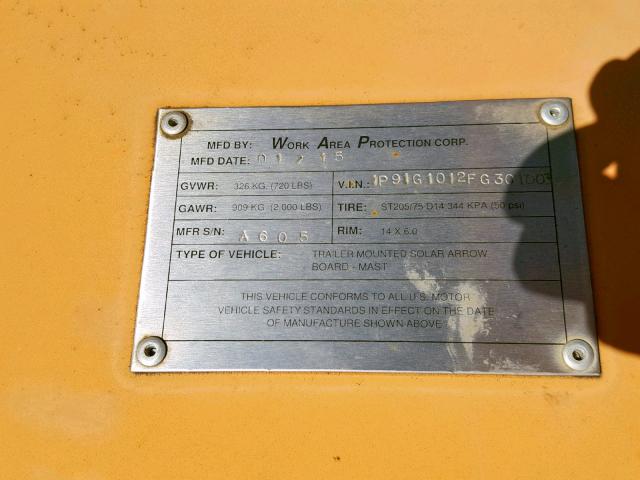 MFD BY: WORK AREA PROTECTION CORP.
MFD DATE: 01 / 15
GVWR: 326 KG. (720 LBS) V.I.N.:
GAWR: 909 KG (2,000 LBS) TIRE: ST205/75 D14 344 KPA (50 psi)
MFR S/N: A605 RIM: 14 X 6.0
TYPE OF VEHICLE: TRAILER MOUNTED SOLAR ARROW
BOARD - MAST
THIS VEHICLE CONFORMS TO ALL U.S. MOTOR
VEHICLE SAFETY STANDARDS IN EFFECT ON THE DATE
OF MANUFACTURE SHOWN ABOVE